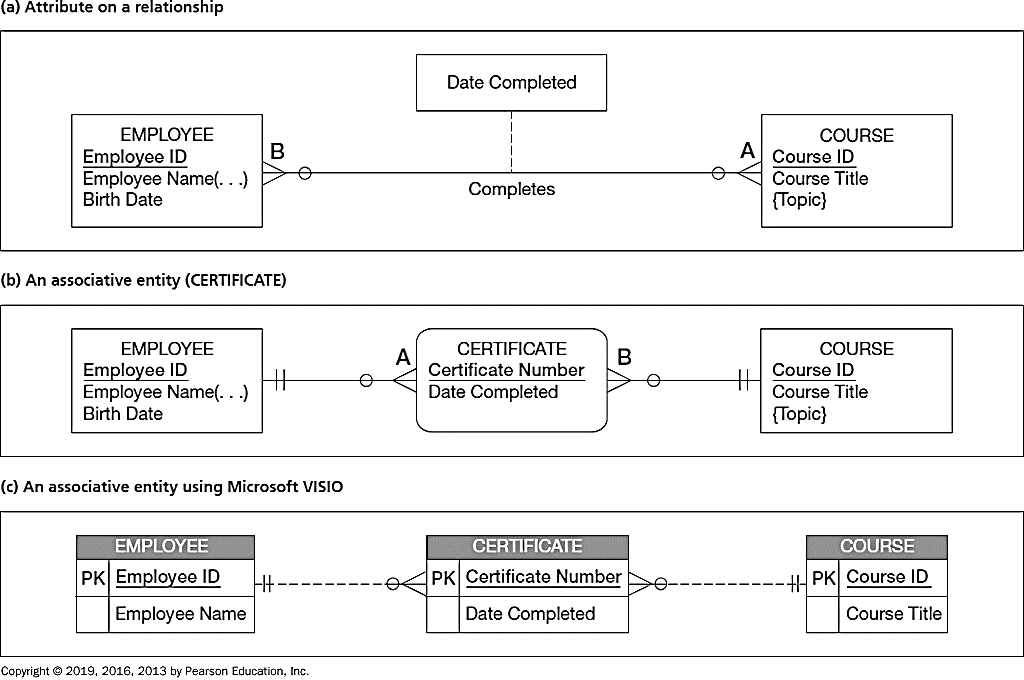 (a) Attribute on a relationship
Date Completed
EMPLOYEE
Employee ID
Employee Name(. . .)
Birth Date
B
Completes
A
COURSE
Course ID
Course Title
{Topic}
(b) An associative entity (CERTIFICATE)
EMPLOYEE
Employee ID
Employee Name(. . .)
Birth Date
A
CERTIFICATE
Certificate Number
Date Completed
B
COURSE
Course ID
Course Title
{Topic}
(c) An associative entity using Microsoft VISIO
EMPLOYEE
PK Employee ID
Employee Name
CERTIFICATE
PK Certificate Number
Date Completed
COURSE
PK Course ID
Course Title
Copyright © 2019, 2016, 2013 by Pearson Education, Inc.